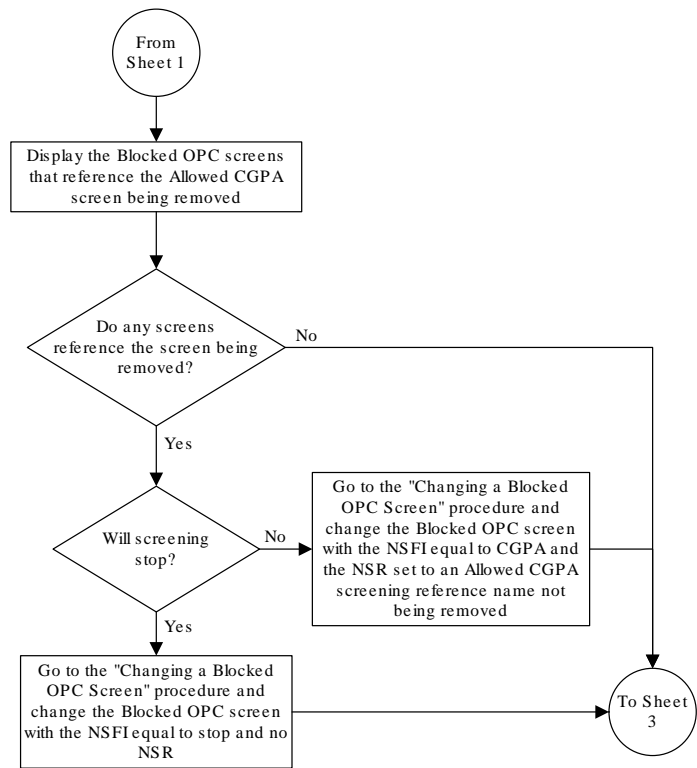 From
Sheet 1
Display the Blocked OPC screens
that reference the Allowed CGPA
screen being removed
Do any screens
reference the screen being
removed?
No
Yes
Will screening
stop?
No
Go to the "Changing a Blocked
OPC Screen" procedure and
change the Blocked OPC screen
with the NSFI equal to CGPA and
the NSR set to an Allowed CGPA
screening reference name not
being removed
Yes
Go to the "Changing a Blocked
OPC Screen" procedure and
change the Blocked OPC screen
with the NSFI equal to stop and no
NSR
To Sheet
3